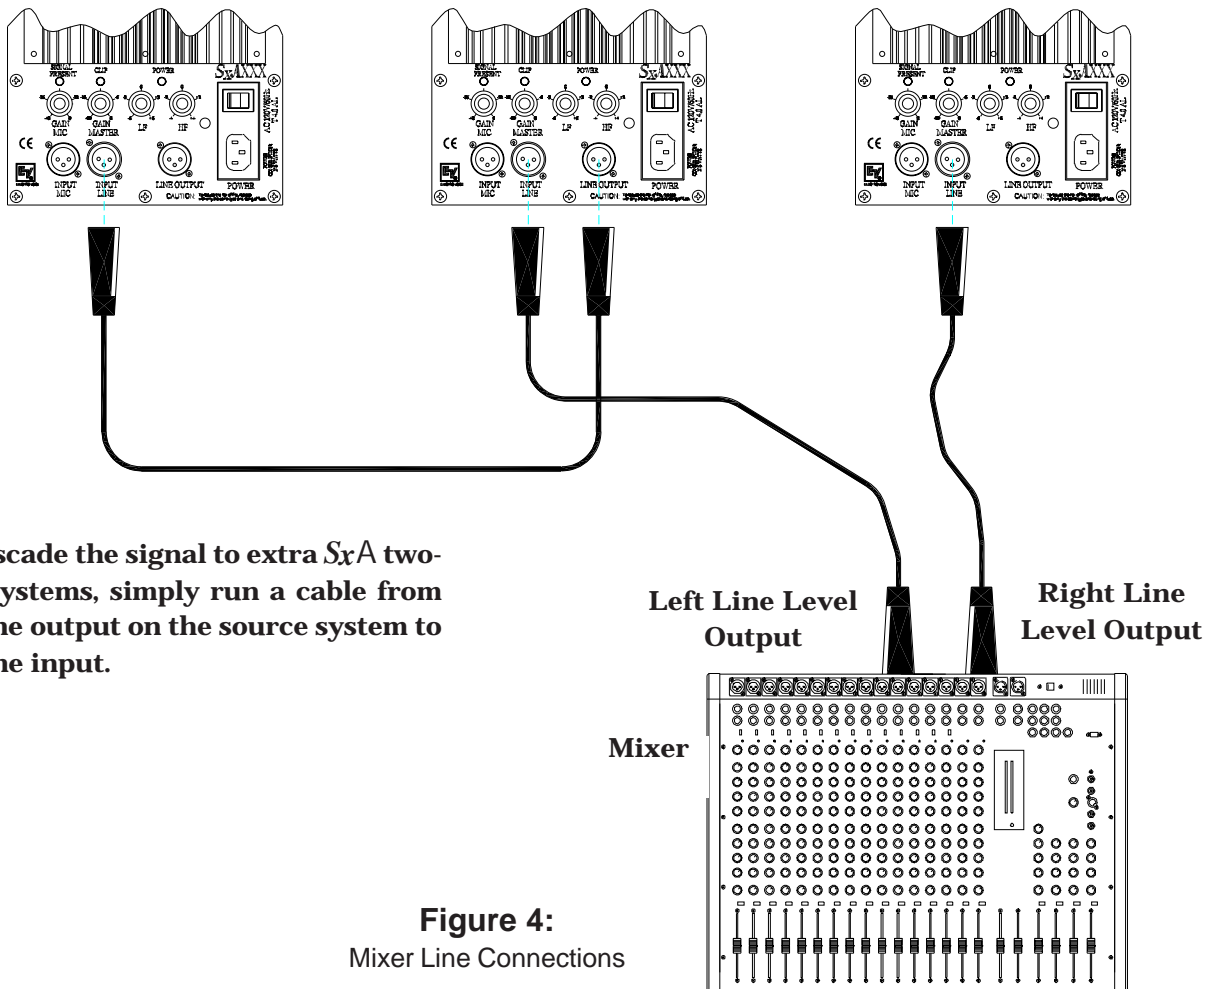 SxAXXX
SIGNAL PRESENT
CLIP
POWER
GAIN MIC
GAIN MASTER
LF
HF
INPUT MIC
INPUT LINE
LINE OUTPUT
POWER
CAUTION:
SxAXXX
SIGNAL PRESENT
CLIP
POWER
GAIN MIC
GAIN MASTER
LF
HF
INPUT MIC
INPUT LINE
LINE OUTPUT
POWER
CAUTION:
SxAXXX
SIGNAL PRESENT
CLIP
POWER
GAIN MIC
GAIN MASTER
LF
HF
INPUT MIC
INPUT LINE
LINE OUTPUT
POWER
CAUTION:
scade the signal to extra SxA two-
ystems, simply run a cable from
ne output on the source system to
ne input.
Left Line Level
Output
Right Line
Level Output
Mixer
Figure 4:
Mixer Line Connections